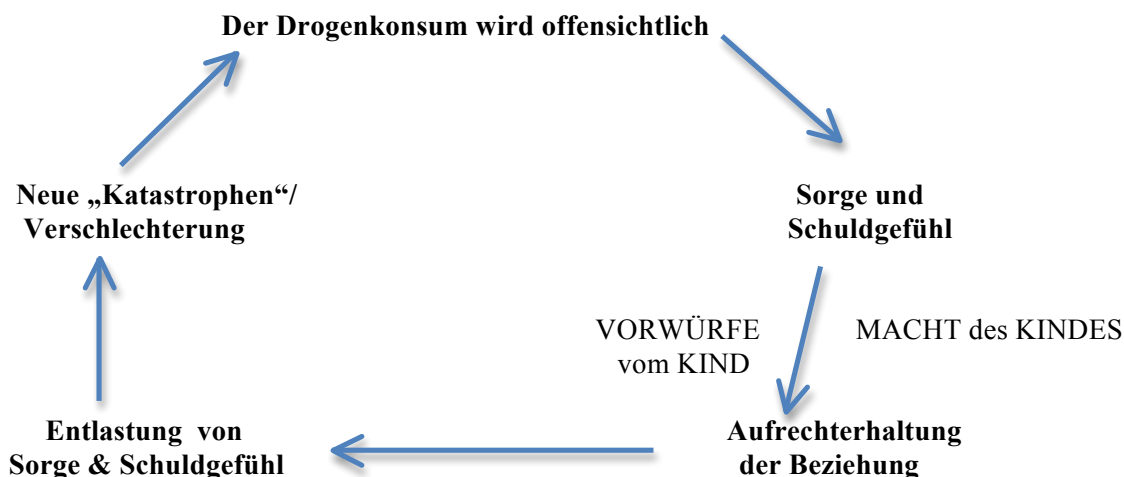 Der Drogenkonsum wird offensichtlich
Neue „Katastrophen“/
Verschlechterung
Sorge und
Schuldgefühl
VORWÜRFE
vom KIND
MACHT des KINDES
Aufrechterhaltung
der Beziehung
Entlastung von
Sorge & Schuldgefühl